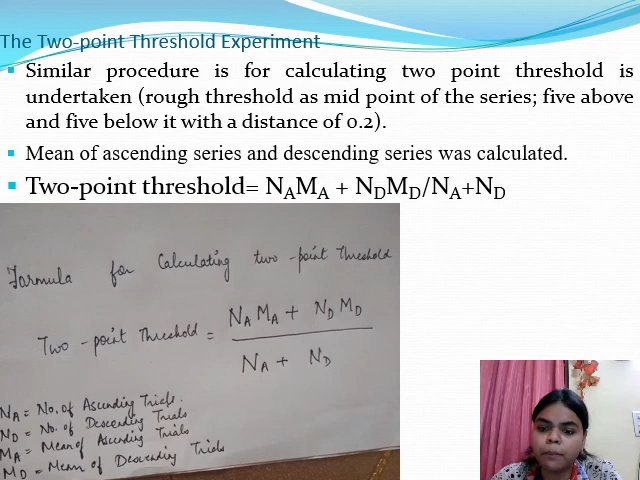 The Two-point Threshold Experiment
Similar procedure is for calculating two point threshold is
undertaken (rough threshold as mid point of the series; five above
and five below it with a distance of 0.2).
Mean of ascending series and descending series was calculated.
Two-point threshold= NAMA + NDMD/NA+ND
Formula for Calculating two-point Threshold
Two-point Threshold = NAMA + NDMD
NA + ND
NA = No. of Ascending Trials.
ND = No. of Descending Trials
MA = Mean of Ascending Trials
MD = Mean of Descending Trials